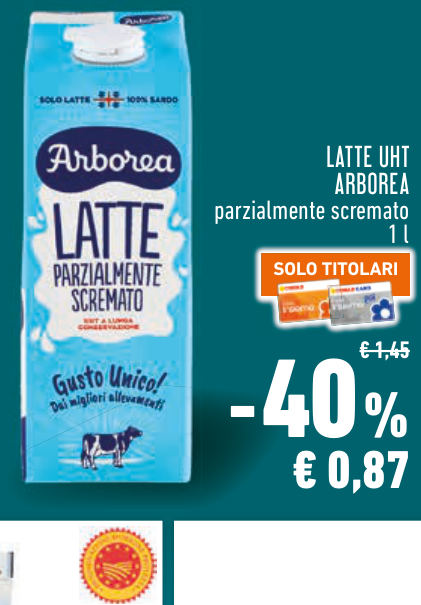 Arborea
SOLO LATTE 100% SARDO
Arborea
LATTE
PARZIALMENTE
SCREMATO
UHT A LUNGA
CONSERVAZIONE
Gusto Unico!
Dai migliori allevamenti
LATTE UHT
ARBOREA
parzialmente scremato
1 l
SOLO TITOLARI
€ 1,45
-40%
€ 0,87